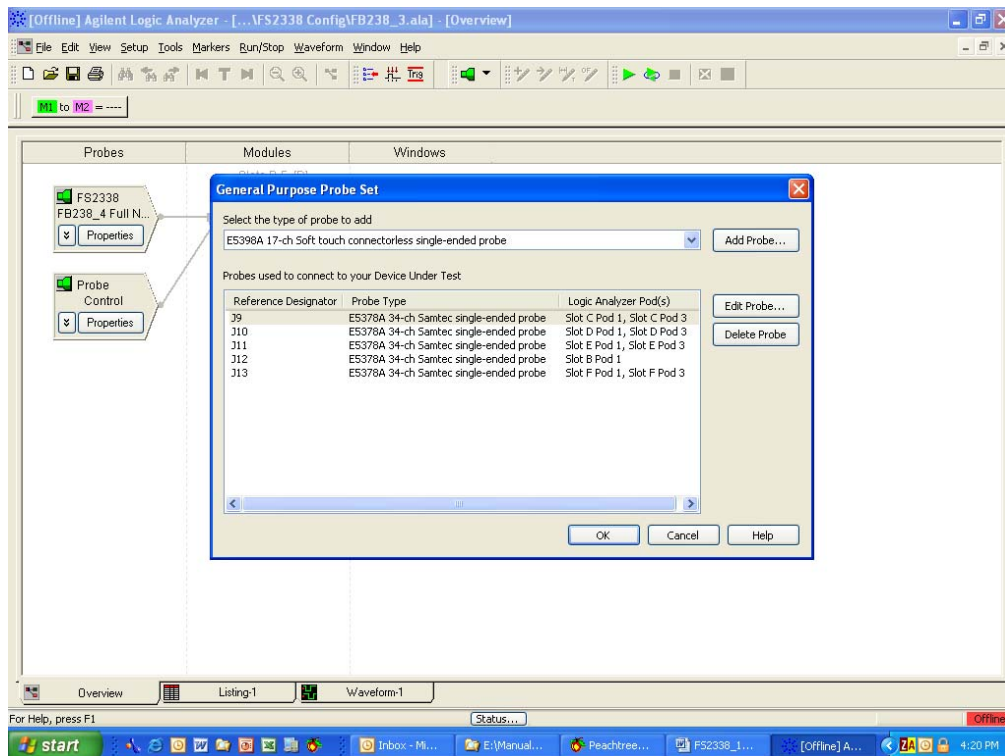 [Offline] Agilent Logic Analyzer - [...\FS2338 Config\FB238_3.ala] - [Overview]
File Edit View Setup Tools Markers Run/Stop Waveform Window Help
Trig
M1 to M2 = ----
Probes Modules Windows
FS2338
FB238_4 Full N...
Properties
Probe
Control
Properties
General Purpose Probe Set
Select the type of probe to add
E5398A 17-ch Soft touch connectorless single-ended probe
Add Probe...
Probes used to connect to your Device Under Test
Reference Designator Probe Type Logic Analyzer Pod(s)
J9 E5378A 34-ch Samtec single-ended probe Slot C Pod 1, Slot C Pod 3
J10 E5378A 34-ch Samtec single-ended probe Slot D Pod 1, Slot D Pod 3
J11 E5378A 34-ch Samtec single-ended probe Slot E Pod 1, Slot E Pod 3
J12 E5378A 34-ch Samtec single-ended probe Slot B Pod 1
J13 E5378A 34-ch Samtec single-ended probe Slot F Pod 1, Slot F Pod 3
Edit Probe...
Delete Probe
OK Cancel Help
Overview Listing-1 Waveform-1
For Help, press F1 Status... Offline
start Inbox - Mi... E:\Manual... Peachtree... FS2338_1... [Offline] A... ZA 4:20 PM